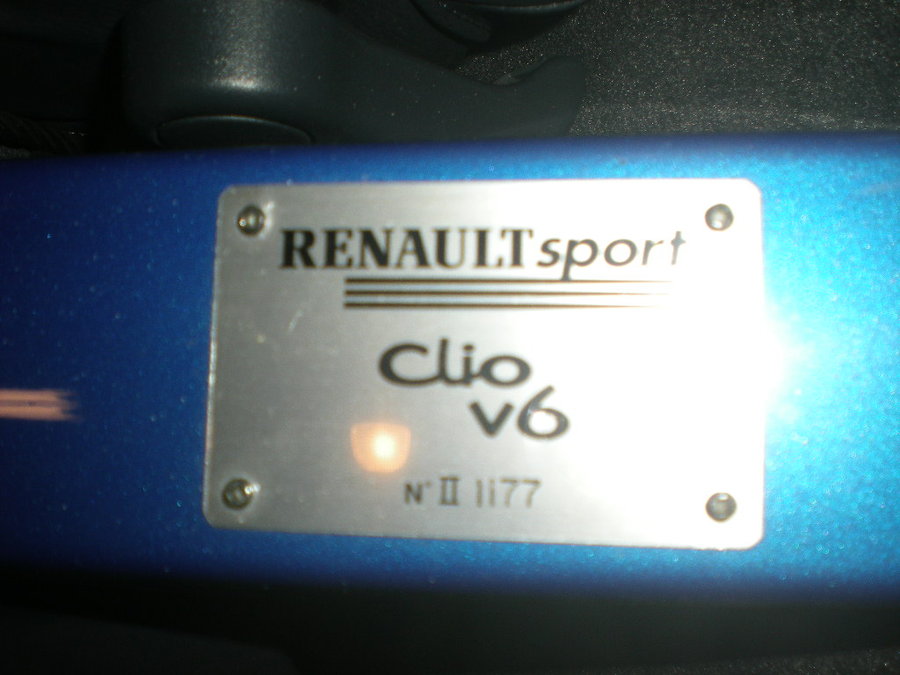 RENAULTsport
Clio
v6
N° II 1177